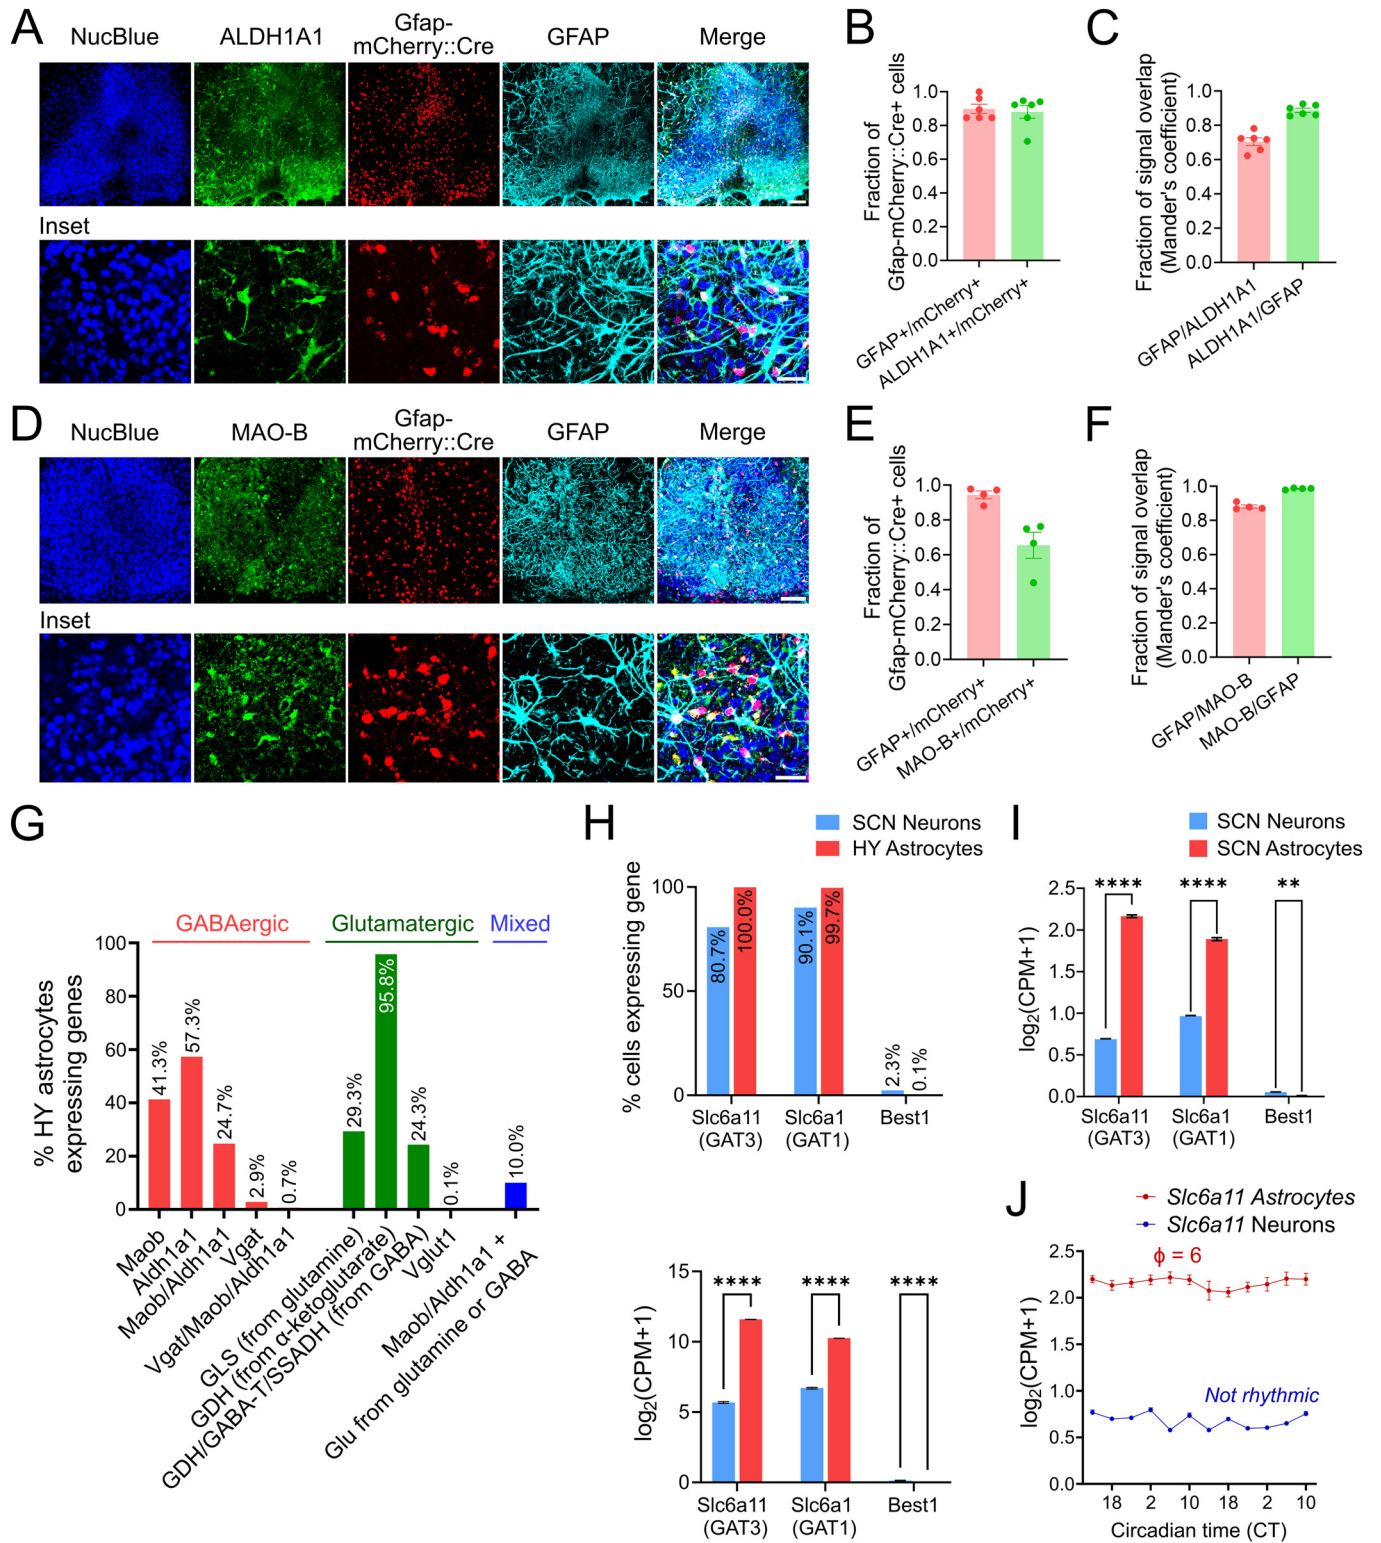 A
NucBlue
ALDH1A1
Gfap-
mCherry::Cre
GFAP
Merge
Inset
B
Fraction of
Gfap-mCherry::Cre+ cells
1.0
0.8
0.6
0.4
0.2
0.0
GFAP+/mCherry+
ALDH1A1+/mCherry+
C
Fraction of signal overlap
(Mander's coefficient)
1.0
0.8
0.6
0.4
0.2
0.0
GFAP/ALDH1A1
ALDH1A1/GFAP
D
NucBlue
MAO-B
Gfap-
mCherry::Cre
GFAP
Merge
Inset
E
Fraction of
Gfap-mCherry::Cre+ cells
1.0
0.8
0.6
0.4
0.2
0.0
GFAP+/mCherry+
MAO-B+/mCherry+
F
Fraction of signal overlap
(Mander's coefficient)
1.0
0.8
0.6
0.4
0.2
0.0
GFAP/MAO-B
MAO-B/GFAP
G
GABAergic
Glutamatergic
Mixed
% HY astrocytes
expressing genes
100
80
60
40
20
0
41.3%
57.3%
24.7%
2.9%
0.7%
29.3%
95.8%
24.3%
0.1%
10.0%
Maob
Aldh1a1
Maob/Aldh1a1
Vgat
Vgat/Maob/Aldh1a1
GLS (from glutamine)
GDH (from α-ketoglutarate)
GDH/GABA-T/SSADH (from GABA)
Vglut1
Maob/Aldh1a1 +
Glu from glutamine or GABA
H
SCN Neurons
HY Astrocytes
% cells expressing gene
100
50
0
80.7%
100.0%
90.1%
99.7%
2.3%
0.1%
Slc6a11
(GAT3)
Slc6a1
(GAT1)
Best1
log2(CPM+1)
15
10
5
0
****
****
****
Slc6a11
(GAT3)
Slc6a1
(GAT1)
Best1
I
SCN Neurons
SCN Astrocytes
log2(CPM+1)
2.5
2.0
1.0
0.5
0.0
****
****
**
Slc6a11
(GAT3)
Slc6a1
(GAT1)
Best1
J
Slc6a11 Astrocytes
Slc6a11 Neurons
log2(CPM+1)
2.5
2.0
1.0
0.5
0.0
ϕ = 6
Not rhythmic
18
2
10
18
2
10
Circadian time (CT)